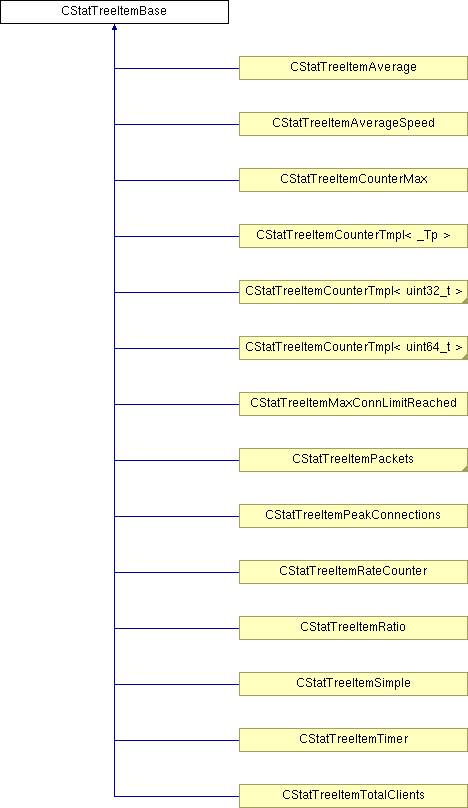 CStatTreeItemBase
CStatTreeItemAverage
CStatTreeItemAverageSpeed
CStatTreeItemCounterMax
CStatTreeItemCounterTmpl< _Tp >
CStatTreeItemCounterTmpl< uint32_t >
CStatTreeItemCounterTmpl< uint64_t >
CStatTreeItemMaxConnLimitReached
CStatTreeItemPackets
CStatTreeItemPeakConnections
CStatTreeItemRateCounter
CStatTreeItemRatio
CStatTreeItemSimple
CStatTreeItemTimer
CStatTreeItemTotalClients